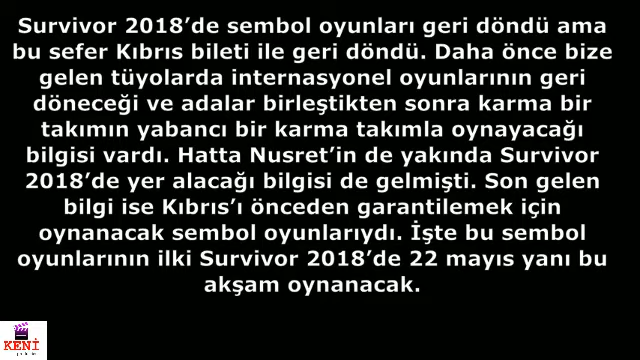 Survivor 2018’de sembol oyunları geri döndü ama
bu sefer Kıbrıs bileti ile geri döndü. Daha önce bize
gelen tüyolarda internasyonel oyunlarının geri
döneceği ve adalar birleştikten sonra karma bir
takımın yabancı bir karma takımla oynayacağı
bilgisi vardı. Hatta Nusret’in de yakında Survivor
2018’de yer alacağı bilgisi de gelmişti. Son gelen
bilgi ise Kıbrıs’ı önceden garantilemek için
oynanacak sembol oyunlarıydı. İşte bu sembol
oyunlarının ilki Survivor 2018’de 22 mayıs yanı bu
akşam oynanacak.
KENİ